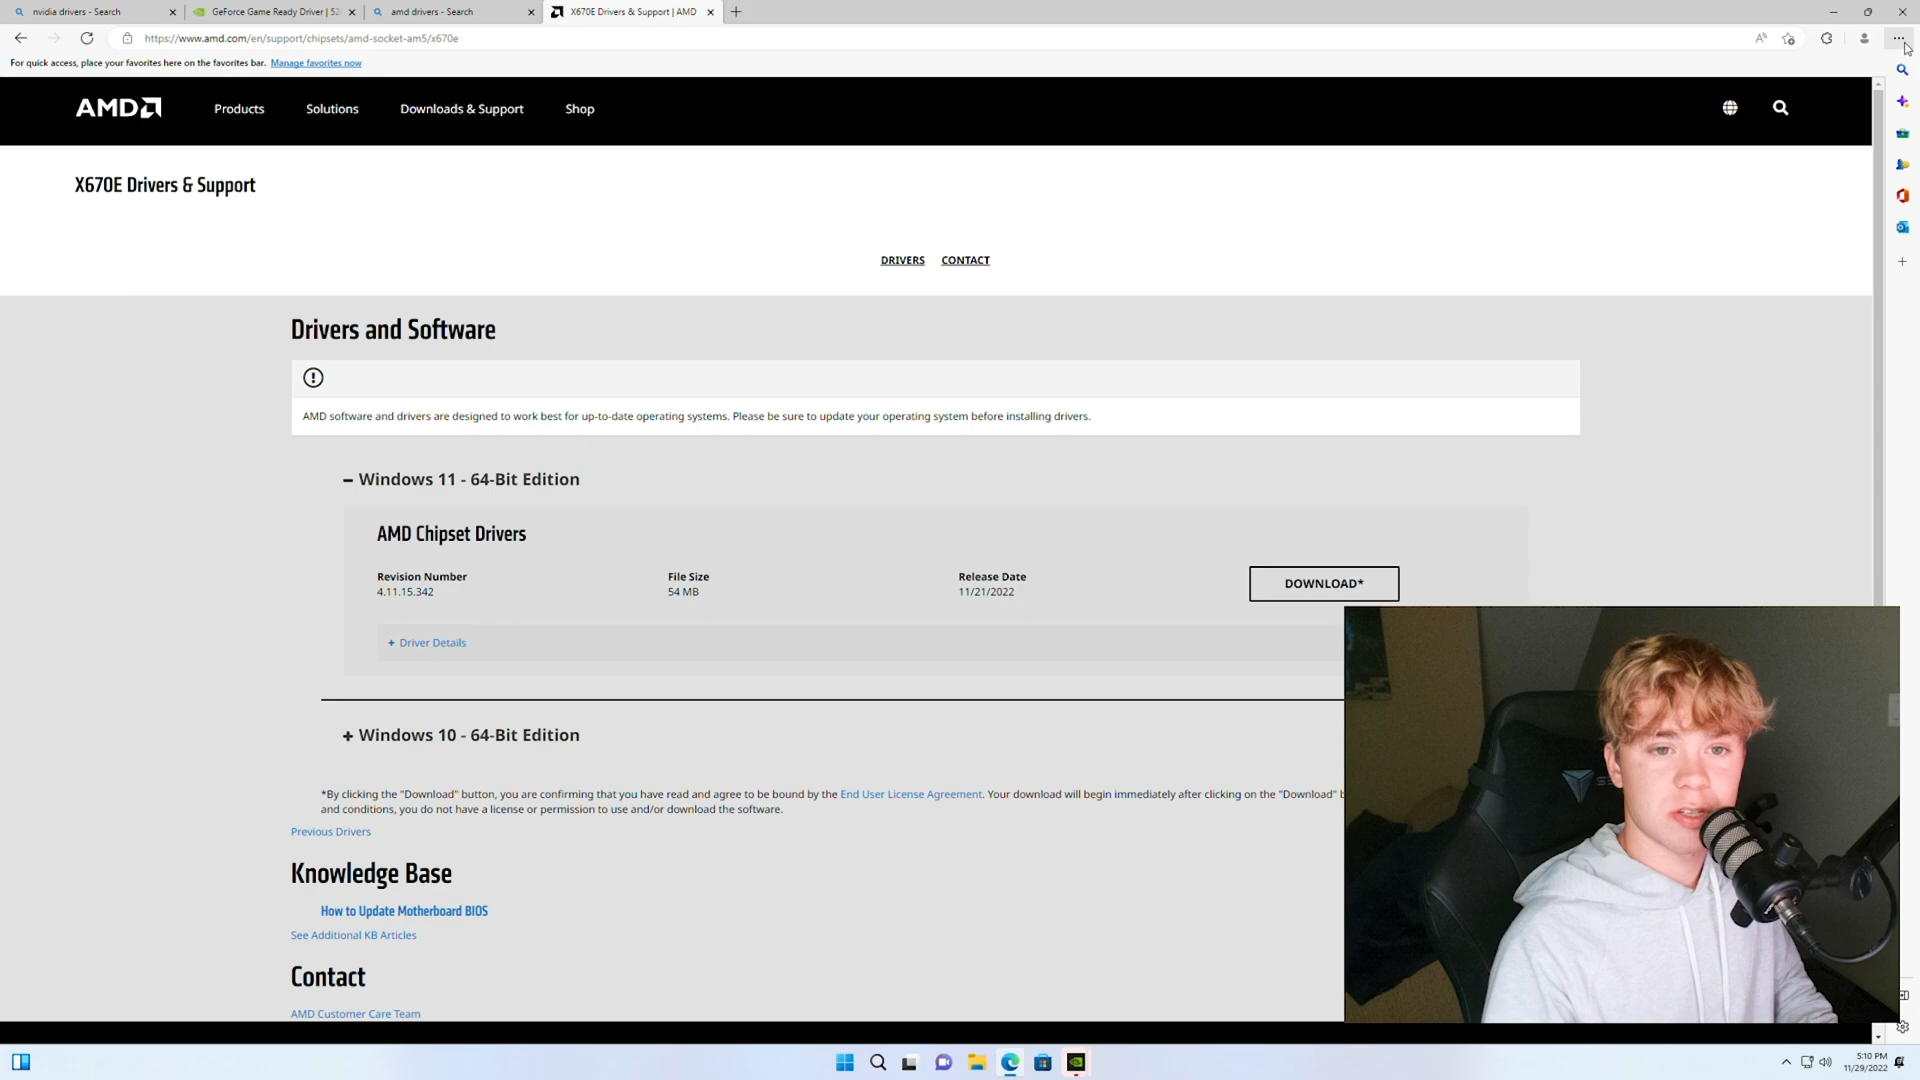 nvidia drivers - Search
GeForce Game Ready Driver | 52
amd drivers - Search
X670E Drivers & Support | AMD
https://www.amd.com/en/support/chipsets/amd-socket-am5/x670e
For quick access, place your favorites here on the favorites bar. Manage favorites now
AMD
Products
Solutions
Downloads & Support
Shop
X670E Drivers & Support
DRIVERS
CONTACT
Drivers and Software
AMD software and drivers are designed to work best for up-to-date operating systems. Please be sure to update your operating system before installing drivers.
− Windows 11 - 64-Bit Edition
AMD Chipset Drivers
Revision Number
4.11.15.342
File Size
54 MB
Release Date
11/21/2022
DOWNLOAD*
+ Driver Details
+ Windows 10 - 64-Bit Edition
*By clicking the "Download" button, you are confirming that you have read and agree to be bound by the End User License Agreement. Your download will begin immediately after clicking on the "Download"
and conditions, you do not have a license or permission to use and/or download the software.
Previous Drivers
Knowledge Base
How to Update Motherboard BIOS
See Additional KB Articles
Contact
AMD Customer Care Team
5:10 PM
11/29/2022